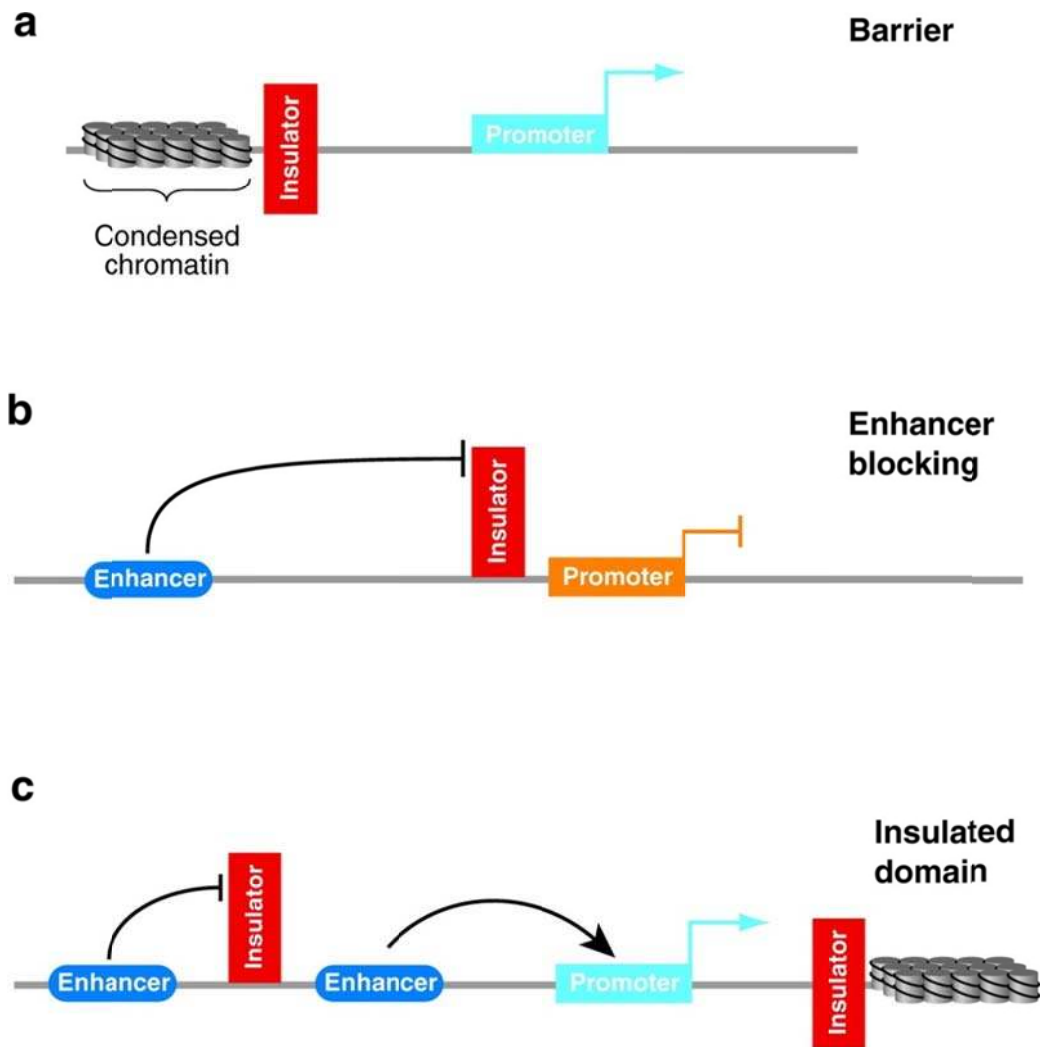 a
Barrier
Insulator
Promoter
Condensed
chromatin
b
Enhancer
blocking
Insulator
Enhancer
Promoter
c
Insulated
domain
Insulator
Enhancer
Enhancer
Promoter
Insulator